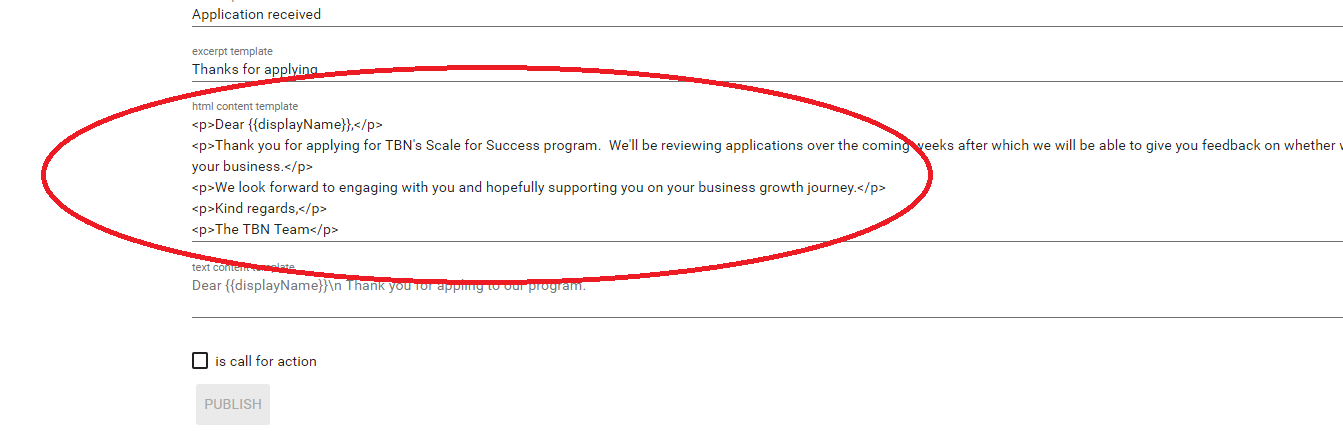 Application received
excerpt template
Thanks for applying
html content template
<p>Dear {{displayName}},</p>
<p>Thank you for applying for TBN's Scale for Success program.  We'll be reviewing applications over the coming weeks after which we will be able to give you feedback on whether
your business.</p>
<p>We look forward to engaging with you and hopefully supporting you on your business growth journey.</p>
<p>Kind regards,</p>
<p>The TBN Team</p>
text content template
Dear {{displayName}}\n Thank you for appling to our program.
is call for action
PUBLISH